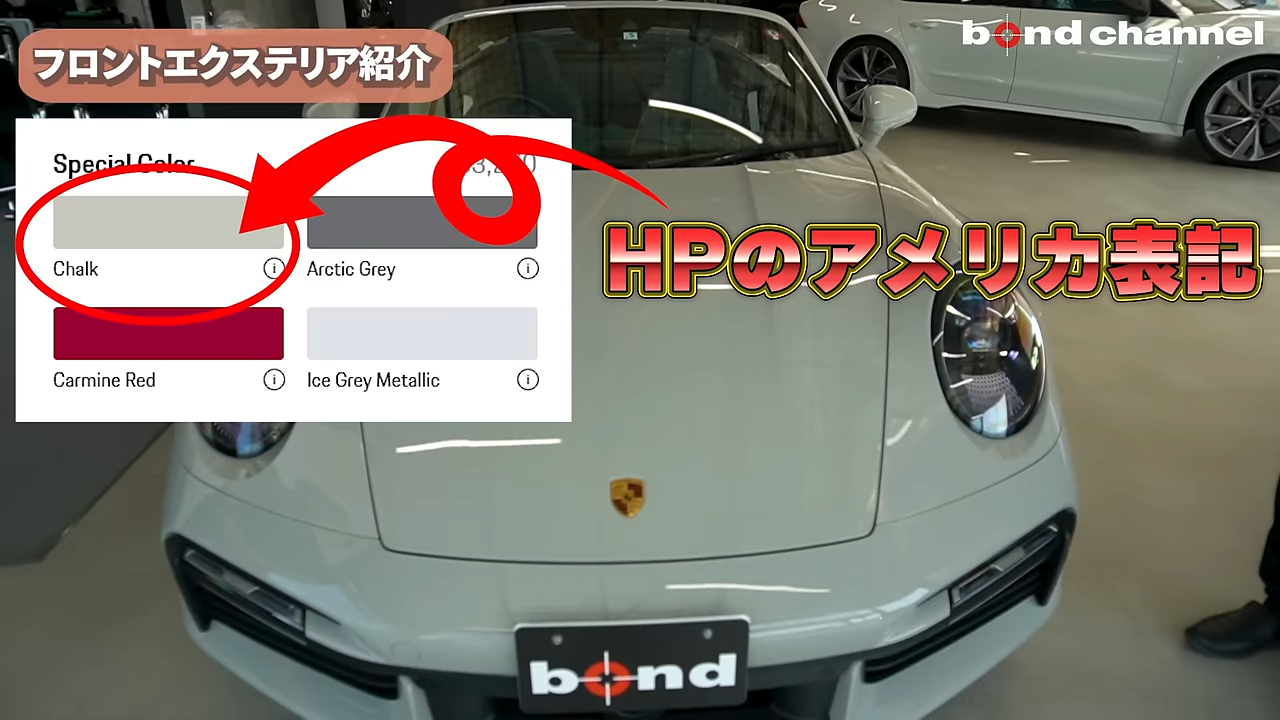 フロントエクステリア紹介
bond channel
Special Color
Chalk
Arctic Grey
HPのアメリカ表記
Carmine Red
Ice Grey Metallic
bond